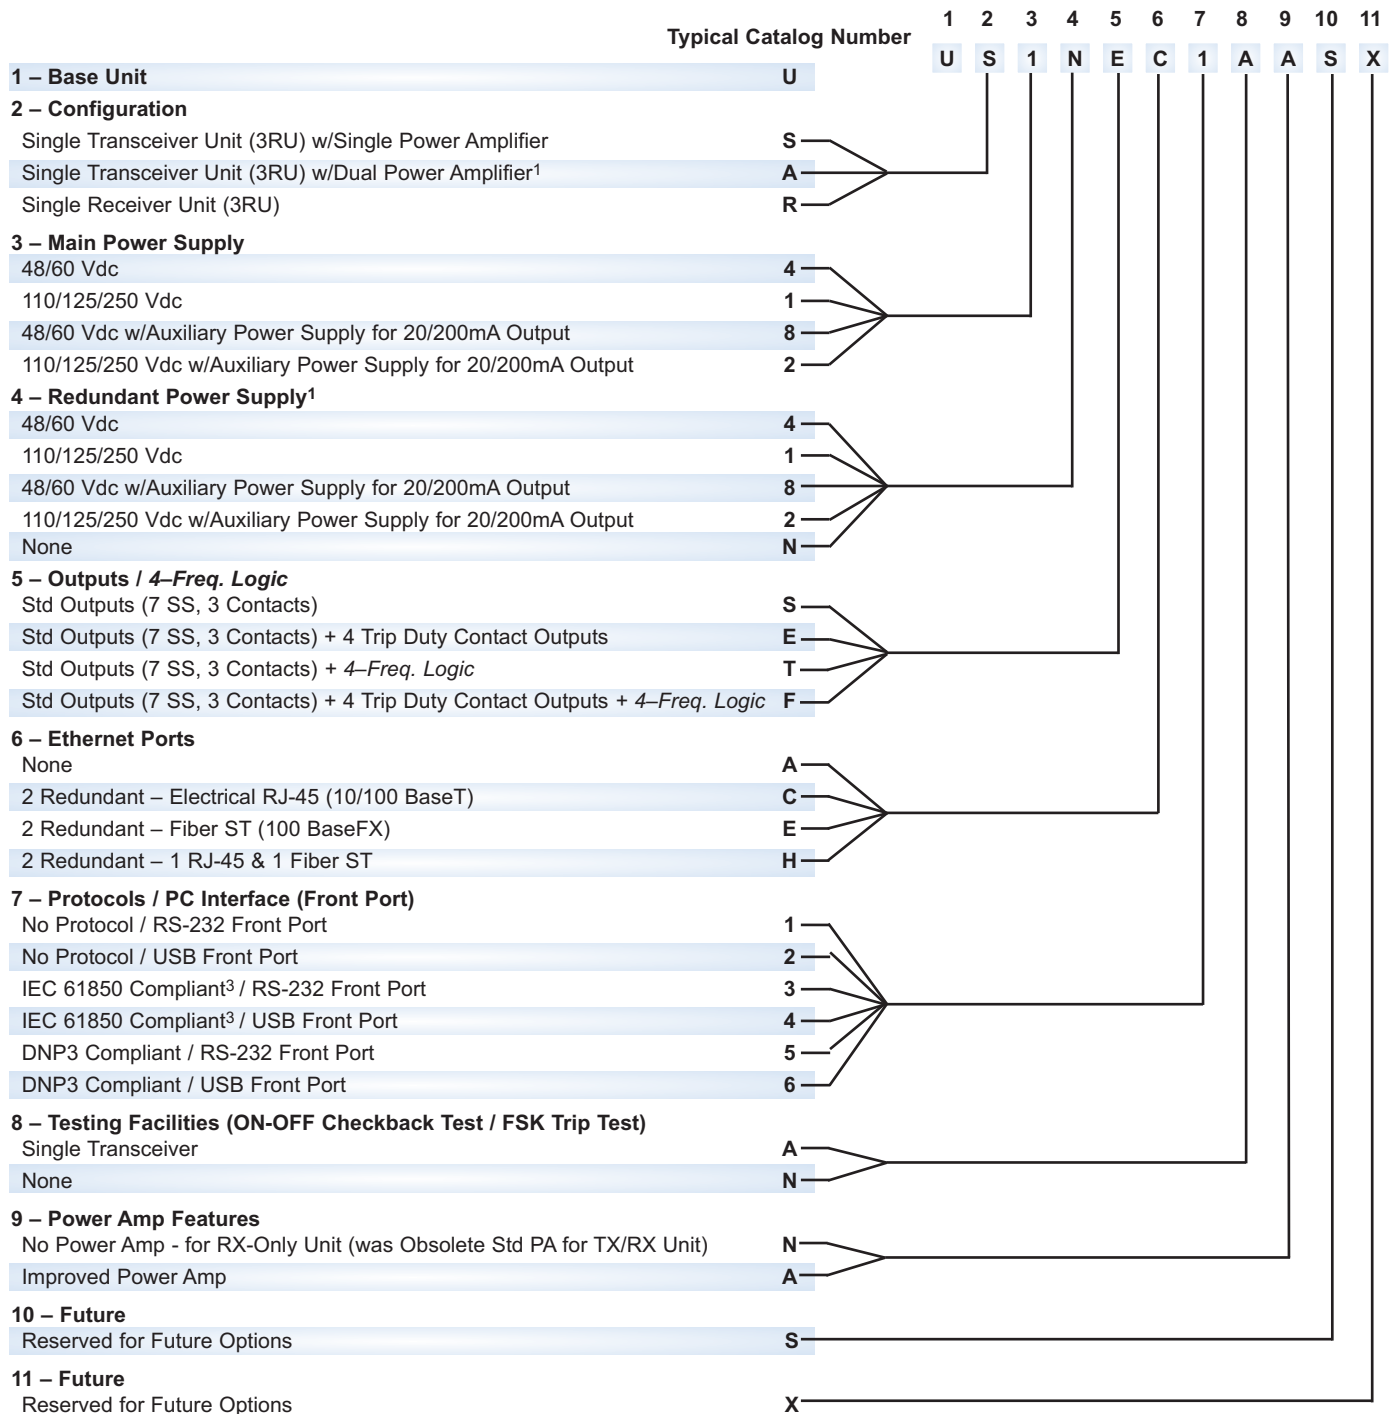 1 2 3 4 5 6 7 8 9 10 11
Typical Catalog Number
U S 1 N E C 1 A A S X
1 – Base Unit U
2 – Configuration
Single Transceiver Unit (3RU) w/Single Power Amplifier S
Single Transceiver Unit (3RU) w/Dual Power Amplifier1 A
Single Receiver Unit (3RU) R
3 – Main Power Supply
48/60 Vdc 4
110/125/250 Vdc 1
48/60 Vdc w/Auxiliary Power Supply for 20/200mA Output 8
110/125/250 Vdc w/Auxiliary Power Supply for 20/200mA Output 2
4 – Redundant Power Supply1
48/60 Vdc 4
110/125/250 Vdc 1
48/60 Vdc w/Auxiliary Power Supply for 20/200mA Output 8
110/125/250 Vdc w/Auxiliary Power Supply for 20/200mA Output 2
None N
5 – Outputs / 4–Freq. Logic
Std Outputs (7 SS, 3 Contacts) S
Std Outputs (7 SS, 3 Contacts) + 4 Trip Duty Contact Outputs E
Std Outputs (7 SS, 3 Contacts) + 4–Freq. Logic T
Std Outputs (7 SS, 3 Contacts) + 4 Trip Duty Contact Outputs + 4–Freq. Logic F
6 – Ethernet Ports
None A
2 Redundant – Electrical RJ-45 (10/100 BaseT) C
2 Redundant – Fiber ST (100 BaseFX) E
2 Redundant – 1 RJ-45 & 1 Fiber ST H
7 – Protocols / PC Interface (Front Port)
No Protocol / RS-232 Front Port 1
No Protocol / USB Front Port 2
IEC 61850 Compliant3 / RS-232 Front Port 3
IEC 61850 Compliant3 / USB Front Port 4
DNP3 Compliant / RS-232 Front Port 5
DNP3 Compliant / USB Front Port 6
8 – Testing Facilities (ON-OFF Checkback Test / FSK Trip Test)
Single Transceiver A
None N
9 – Power Amp Features
No Power Amp - for RX-Only Unit (was Obsolete Std PA for TX/RX Unit) N
Improved Power Amp A
10 – Future
Reserved for Future Options S
11 – Future
Reserved for Future Options X